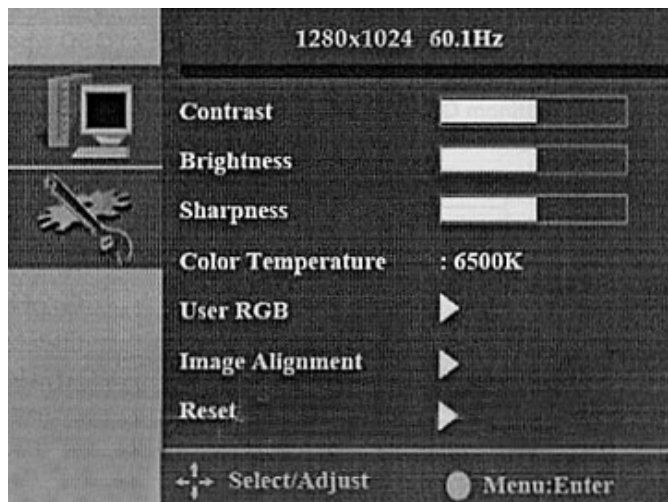 1280x1024 60.1Hz
Contrast
Brightness
Sharpness
Color Temperature : 6500K
User RGB
Image Alignment
Reset
Select/Adjust Menu:Enter